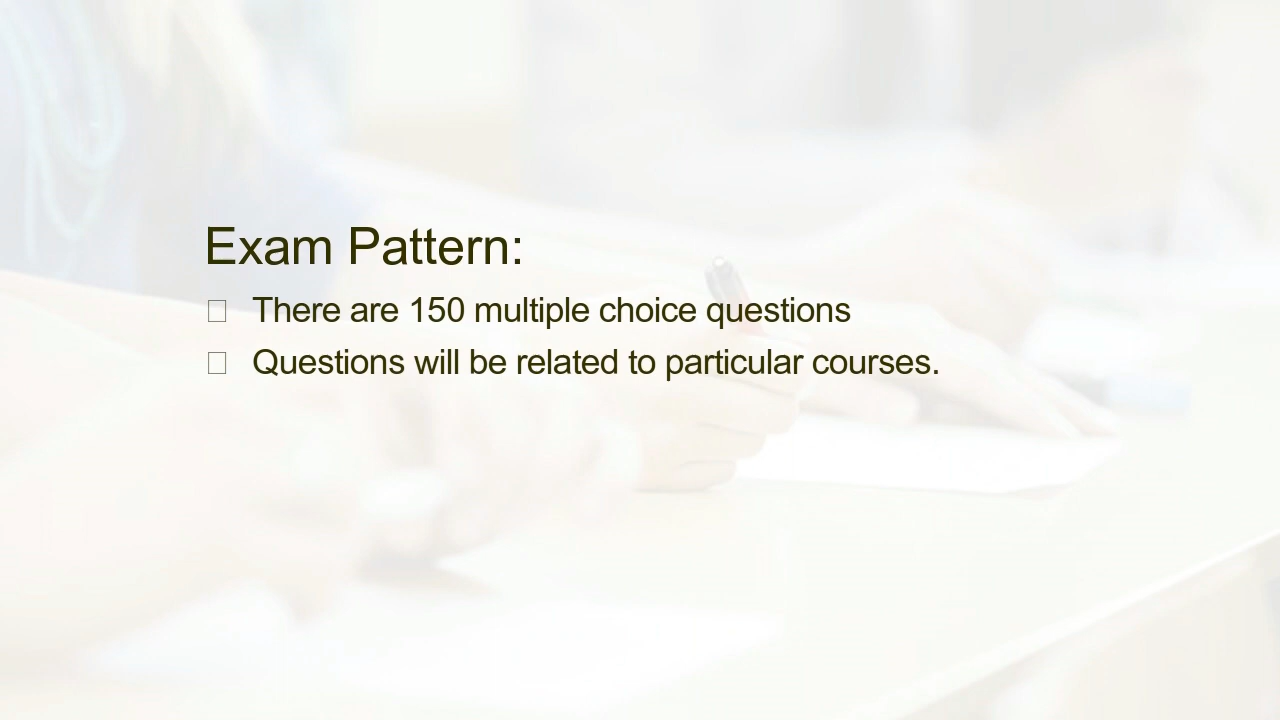 Exam Pattern:
There are 150 multiple choice questions
Questions will be related to particular courses.